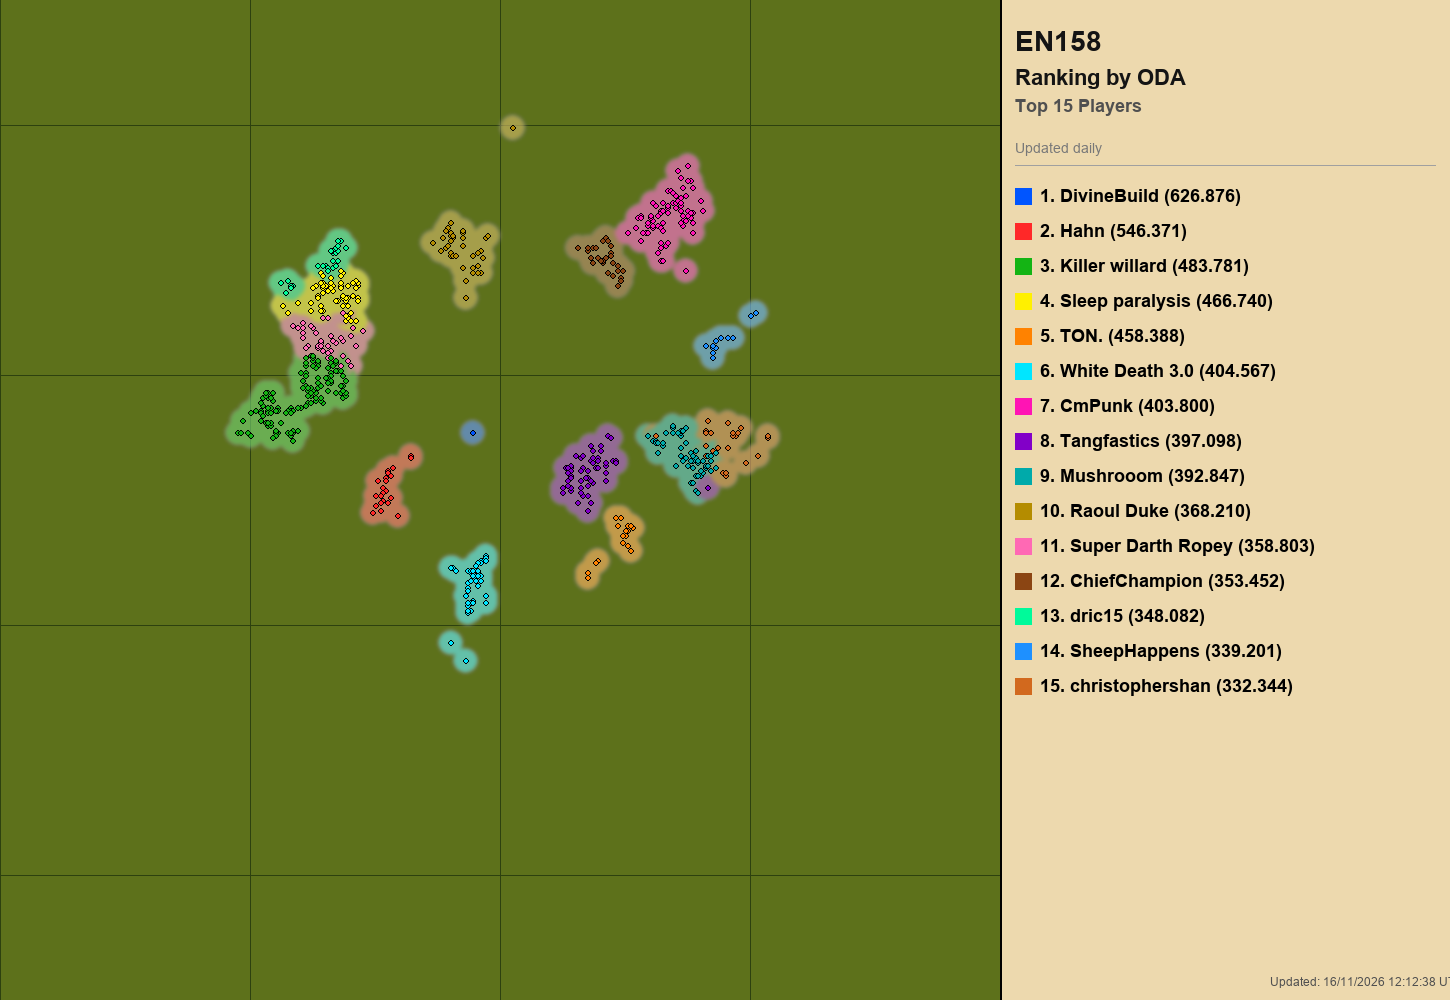 EN158
Ranking by ODA
Top 15 Players
Updated daily
1. DivineBuild (626.876)
2. Hahn (546.371)
3. Killer willard (483.781)
4. Sleep paralysis (466.740)
5. TON. (458.388)
6. White Death 3.0 (404.567)
7. CmPunk (403.800)
8. Tangfastics (397.098)
9. Mushrooom (392.847)
10. Raoul Duke (368.210)
11. Super Darth Ropey (358.803)
12. ChiefChampion (353.452)
13. dric15 (348.082)
14. SheepHappens (339.201)
15. christophershan (332.344)
Updated: 16/11/2026 12:12:38 U